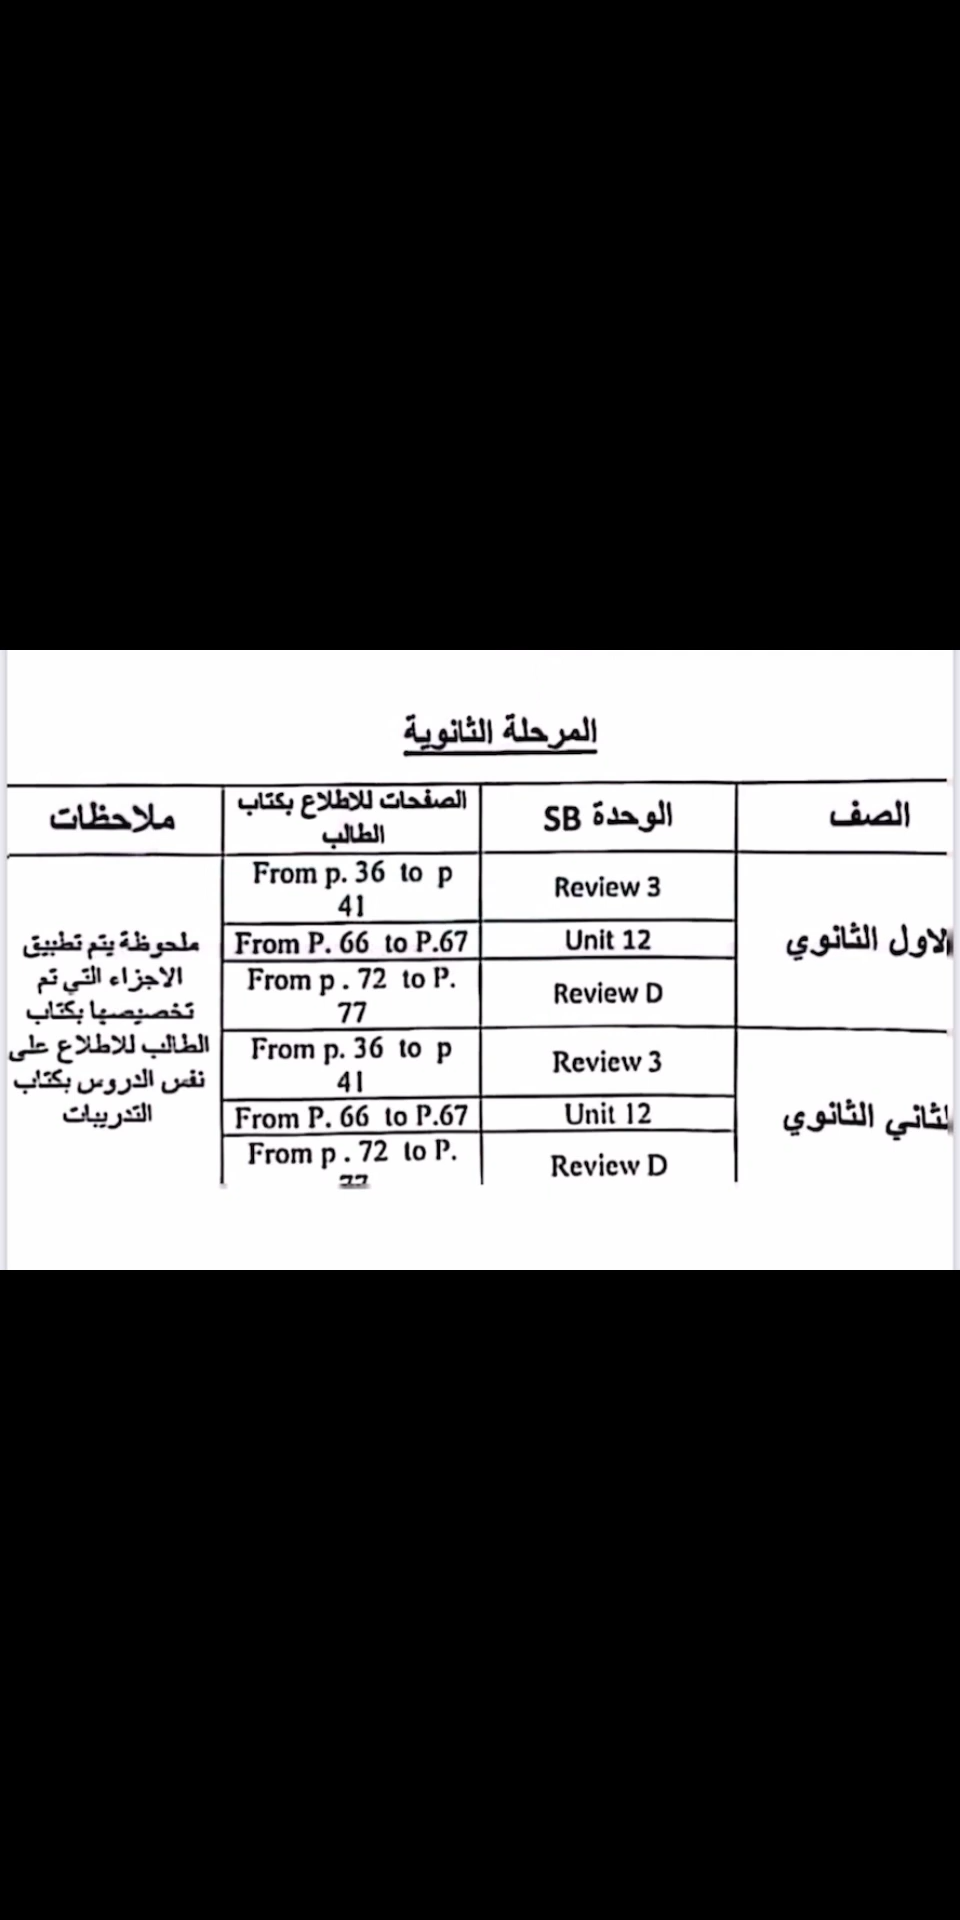 المرحلة الثانوية
الصف
الوحدة SB
الصفحات للاطلاع بكتاب
الطالب
ملاحظات
الاول الثانوي
Review 3
From p. 36 to p
41
Unit 12
From P. 66 to P.67
Review D
From p . 72 to P.
77
الثاني الثانوي
Review 3
From p. 36 to p
41
Unit 12
From P. 66 to P.67
Review D
From p . 72 to P.
ملحوظة يتم تطبيق
الاجزاء التي تم
تخصيصها بكتاب
الطالب للاطلاع على
نفس الدروس بكتاب
التدريبات